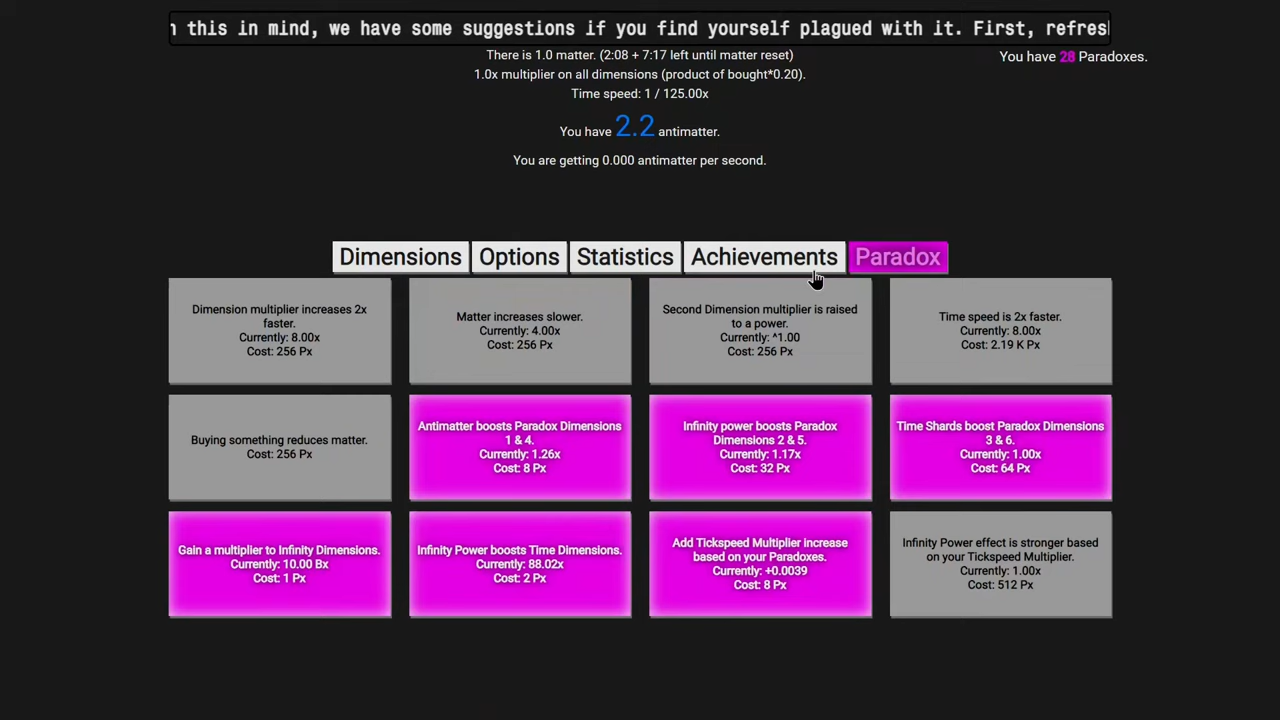 this in mind, we have some suggestions if you find yourself plagued with it. First, refres
There is 1.0 matter. (2:08 + 7:17 left until matter reset)
You have 28 Paradoxes.
1.0x multiplier on all dimensions (product of bought*0.20).
Time speed: 1 / 125.00x
You have 2.2 antimatter.
You are getting 0.000 antimatter per second.
Dimensions
Options
Statistics
Achievements
Paradox
Dimension multiplier increases 2x
faster.
Currently: 8.00x
Cost: 256 Px
Matter increases slower.
Currently: 4.00x
Cost: 256 Px
Second Dimension multiplier is raised
to a power.
Currently: ^1.00
Cost: 256 Px
Time speed is 2x faster.
Currently: 8.00x
Cost: 2.19 K Px
Buying something reduces matter.
Cost: 256 Px
Antimatter boosts Paradox Dimensions
1 & 4.
Currently: 1.26x
Cost: 8 Px
Infinity power boosts Paradox
Dimensions 2 & 5.
Currently: 1.17x
Cost: 32 Px
Time Shards boost Paradox Dimensions
3 & 6.
Currently: 1.00x
Cost: 64 Px
Gain a multiplier to Infinity Dimensions.
Currently: 10.00 Bx
Cost: 1 Px
Infinity Power boosts Time Dimensions.
Currently: 88.02x
Cost: 2 Px
Add Tickspeed Multiplier increase
based on your Paradoxes.
Currently: +0.0039
Cost: 8 Px
Infinity Power effect is stronger based
on your Tickspeed Multiplier.
Currently: 1.00x
Cost: 512 Px